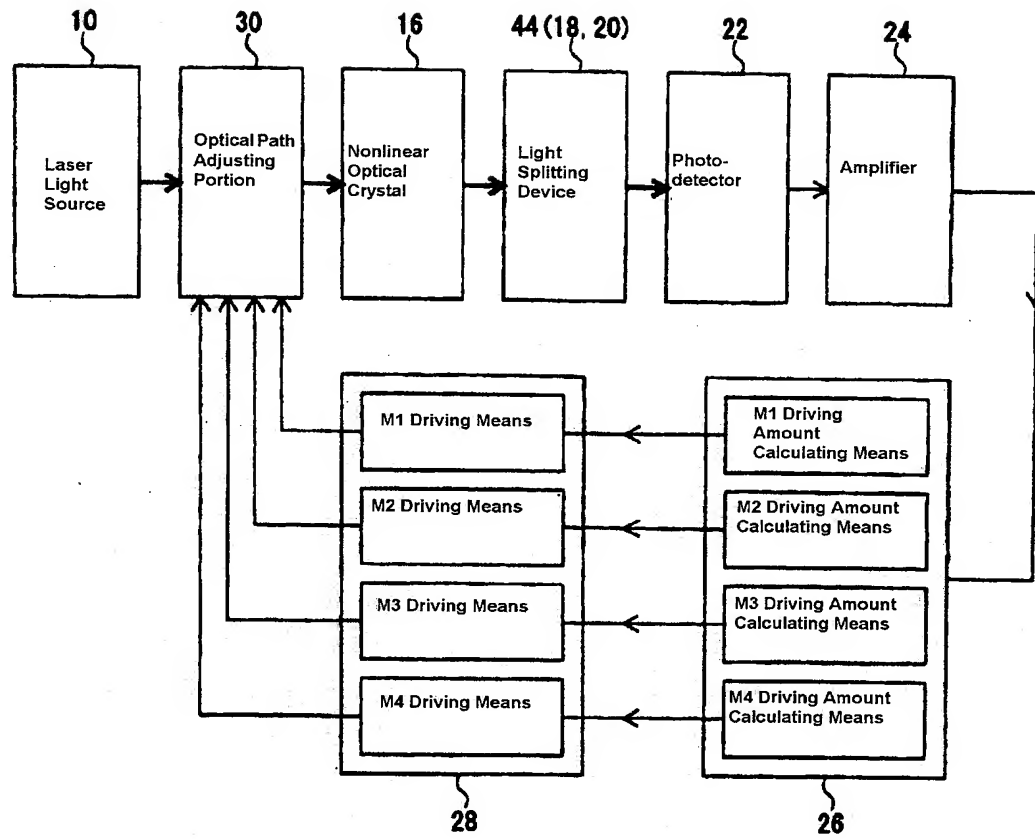 10 30 16 44 (18, 20) 22 24
Laser
Light
Source
Optical Path
Adjusting
Portion
Nonlinear
Optical
Crystal
Light
Splitting
Device
Photo-
detector
Amplifier
M1 Driving Means
M1 Driving
Amount
Calculating Means
M2 Driving Means
M2 Driving Amount
Calculating Means
M3 Driving Means
M3 Driving Amount
Calculating Means
M4 Driving Means
M4 Driving Amount
Calculating Means
28 26